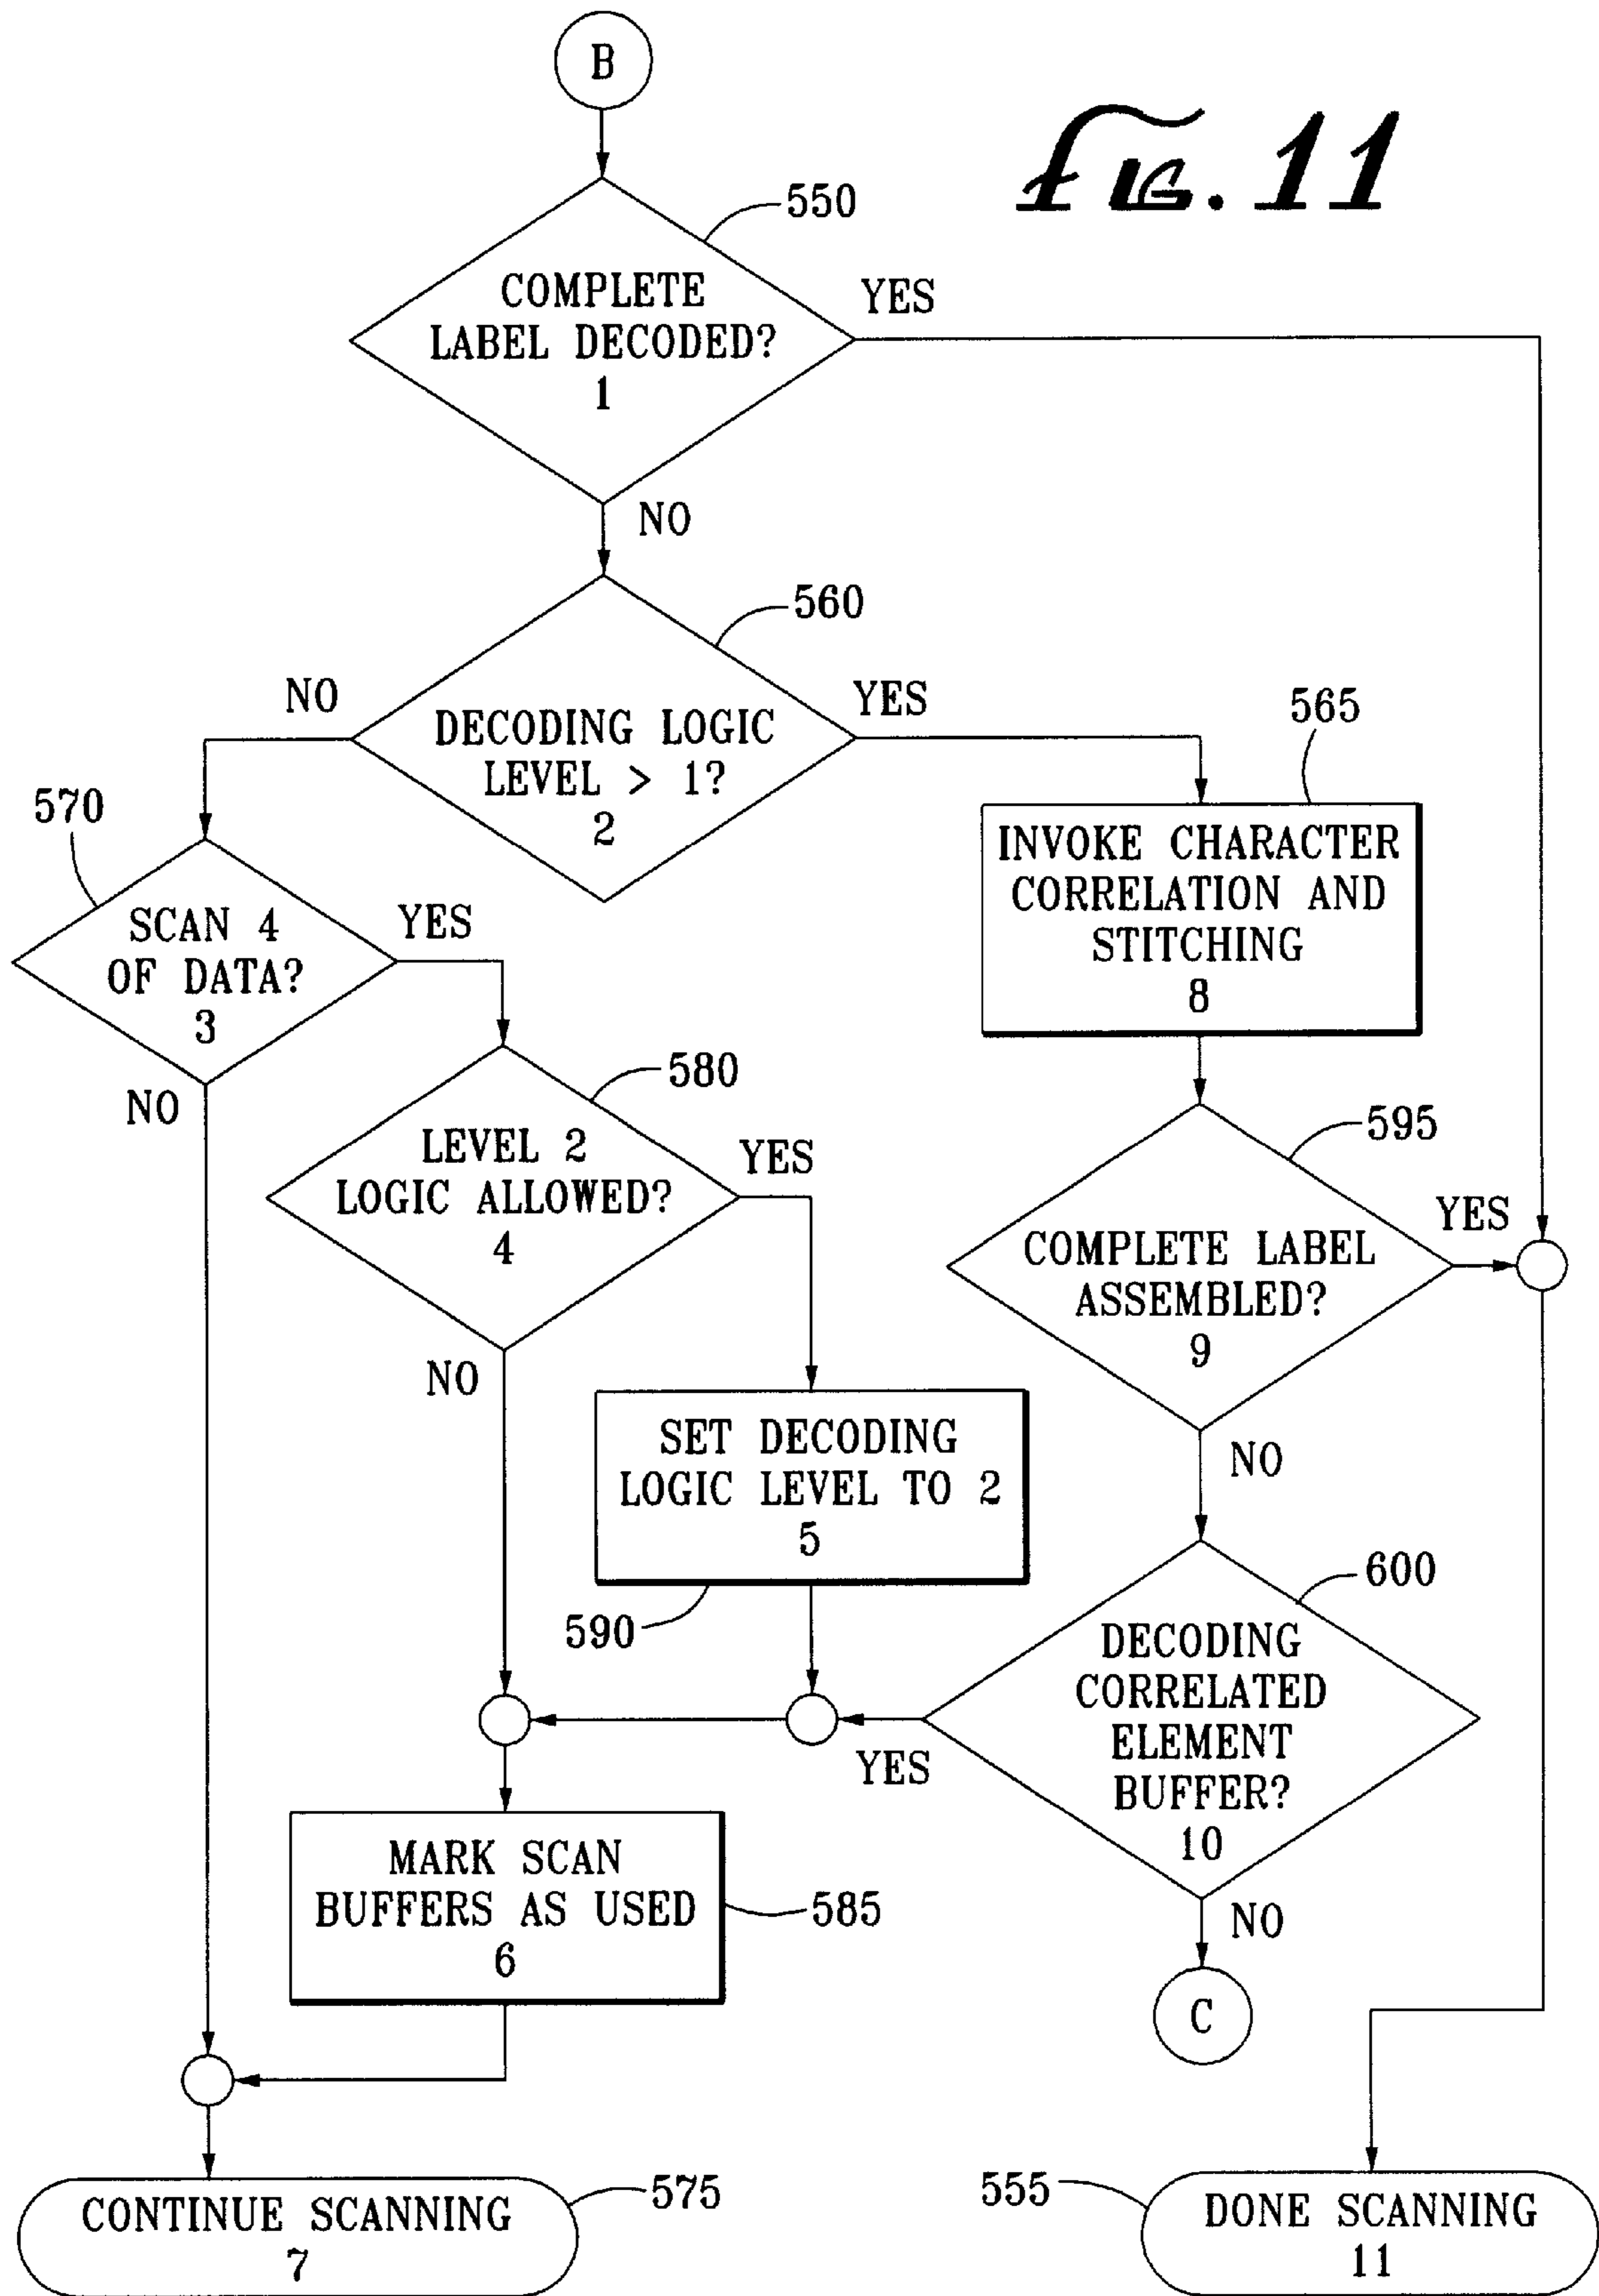 B
FIG. 11
550
COMPLETE
LABEL DECODED?
1
YES
NO
560
DECODING LOGIC
LEVEL > 1?
2
NO
YES
565
INVOKE CHARACTER
CORRELATION AND
STITCHING
8
570
SCAN 4
OF DATA?
3
YES
NO
580
LEVEL 2
LOGIC ALLOWED?
4
YES
NO
595
COMPLETE LABEL
ASSEMBLED?
9
YES
NO
SET DECODING
LOGIC LEVEL TO 2
5
590
600
DECODING
CORRELATED
ELEMENT
BUFFER?
10
YES
NO
MARK SCAN
BUFFERS AS USED
6
585
C
CONTINUE SCANNING
7
575
555
DONE SCANNING
11